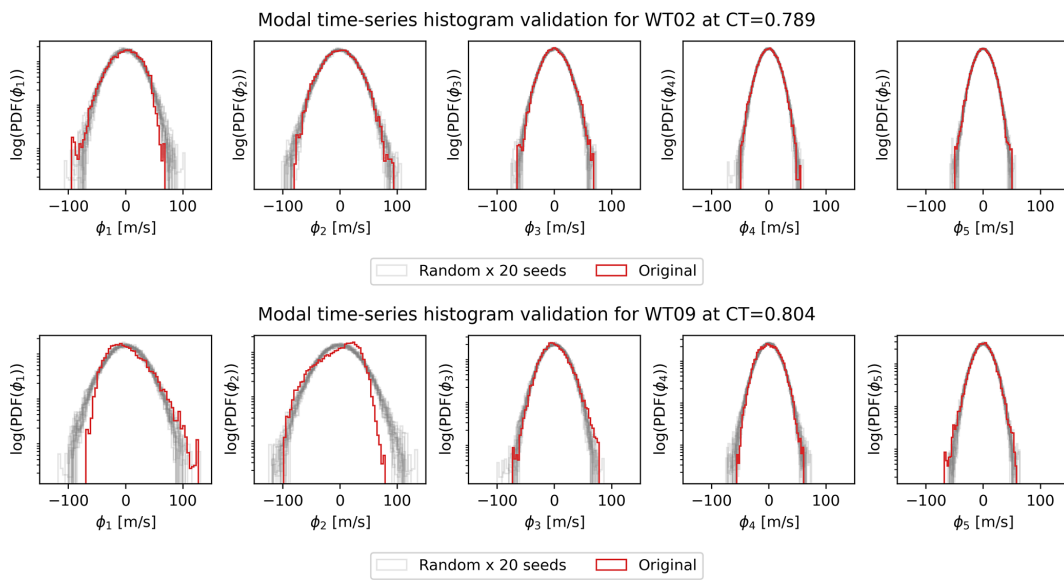 Modal time-series histogram validation for WT02 at CT=0.789
log(PDF(ϕ₁)) log(PDF(ϕ₂)) log(PDF(ϕ₃)) log(PDF(ϕ₄)) log(PDF(ϕ₅))
−100 0 100 −100 0 100 −100 0 100 −100 0 100 −100 0 100
ϕ₁ [m/s] ϕ₂ [m/s] ϕ₃ [m/s] ϕ₄ [m/s] ϕ₅ [m/s]
Random x 20 seeds Original
Modal time-series histogram validation for WT09 at CT=0.804
log(PDF(ϕ₁)) log(PDF(ϕ₂)) log(PDF(ϕ₃)) log(PDF(ϕ₄)) log(PDF(ϕ₅))
−100 0 100 −100 0 100 −100 0 100 −100 0 100 −100 0 100
ϕ₁ [m/s] ϕ₂ [m/s] ϕ₃ [m/s] ϕ₄ [m/s] ϕ₅ [m/s]
Random x 20 seeds Original